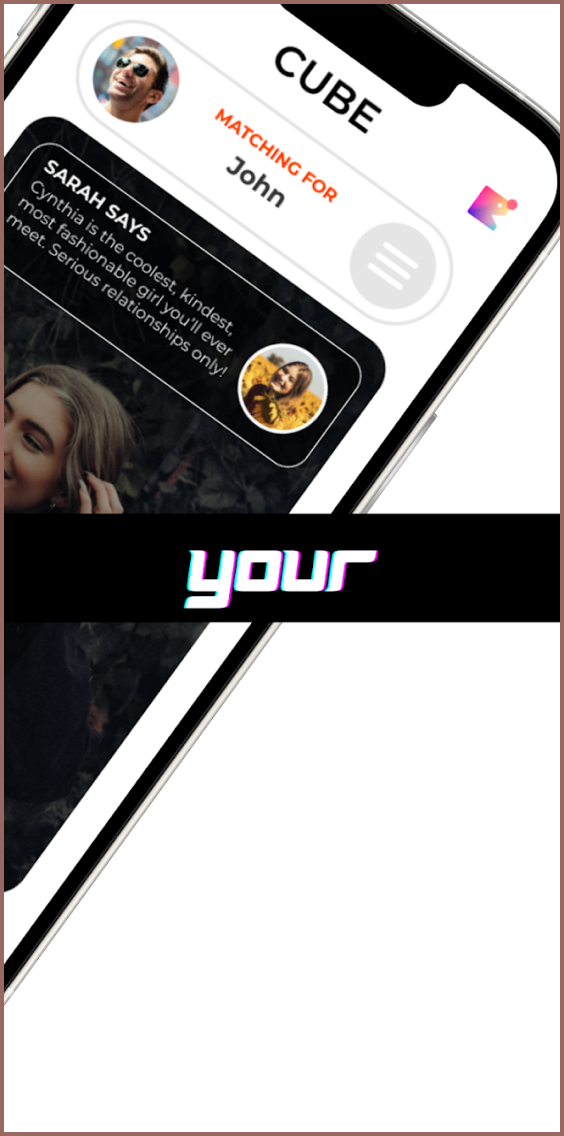 CUBE
MATCHING FOR
John
SARAH SAYS
Cynthia is the coolest, kindest,
most fashionable girl you'll ever
meet. Serious relationships only!
your